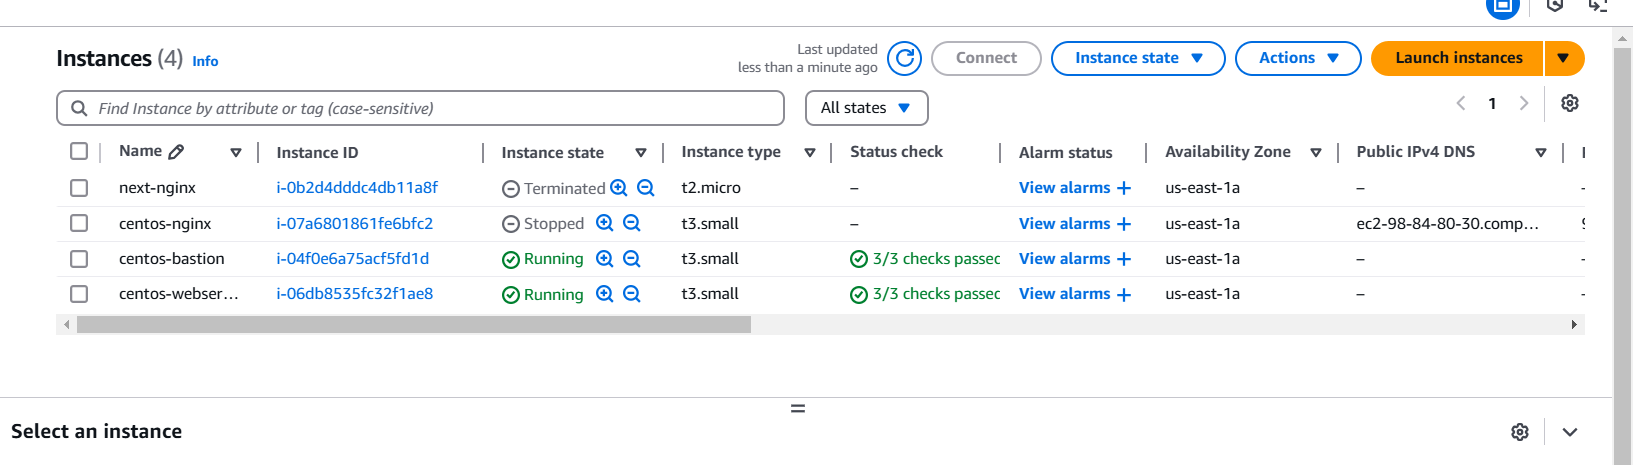 Instances (4) Info
Last updated
less than a minute ago
Connect
Instance state
Actions
Launch instances
Find Instance by attribute or tag (case-sensitive)
All states
1
Name Instance ID Instance state Instance type Status check Alarm status Availability Zone Public IPv4 DNS
next-nginx i-0b2d4dddc4db11a8f Terminated t2.micro – View alarms + us-east-1a –
centos-nginx i-07a6801861fe6bfc2 Stopped t3.small – View alarms + us-east-1a ec2-98-84-80-30.comp...
centos-bastion i-04f0e6a75acf5fd1d Running t3.small 3/3 checks passed View alarms + us-east-1a –
centos-webser... i-06db8535fc32f1ae8 Running t3.small 3/3 checks passed View alarms + us-east-1a –
Select an instance